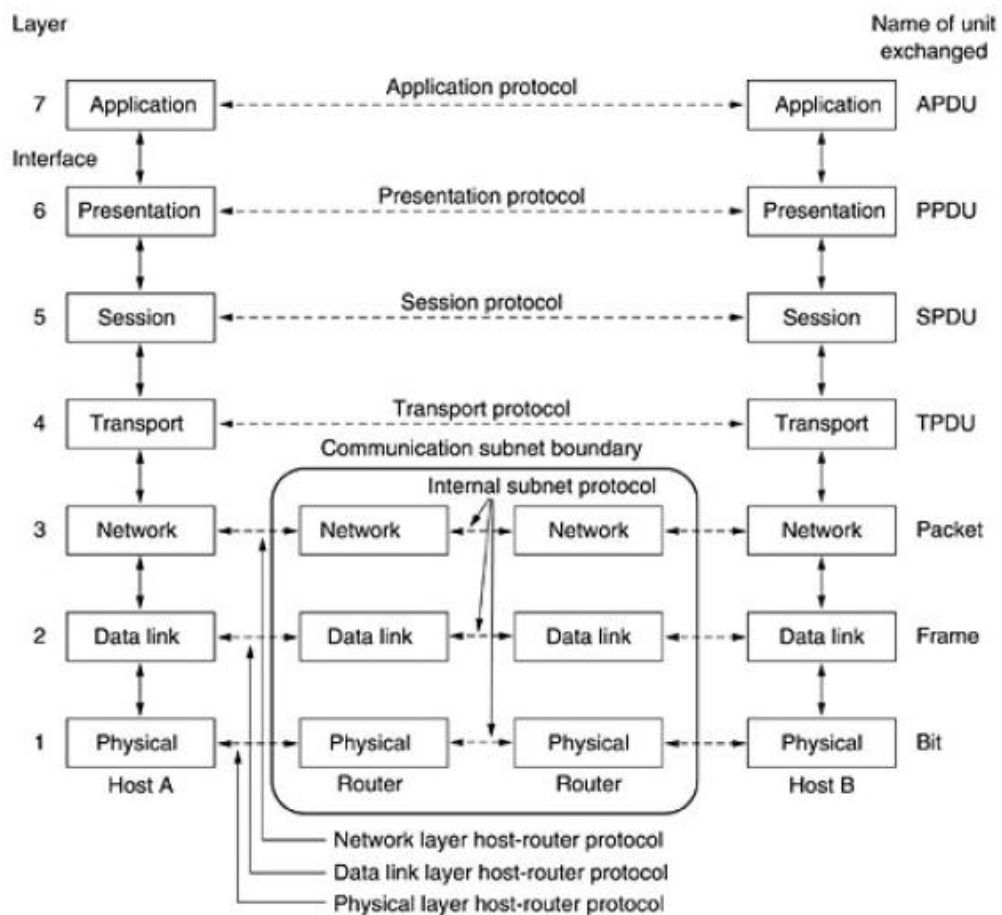 Layer
Name of unit
exchanged
7 Application Application protocol Application APDU
Interface
6 Presentation Presentation protocol Presentation PPDU
5 Session Session protocol Session SPDU
4 Transport Transport protocol Transport TPDU
Communication subnet boundary
Internal subnet protocol
3 Network Network Network Network Packet
2 Data link Data link Data link Data link Frame
1 Physical Physical Physical Physical Bit
Host A Router Router Host B
Network layer host-router protocol
Data link layer host-router protocol
Physical layer host-router protocol